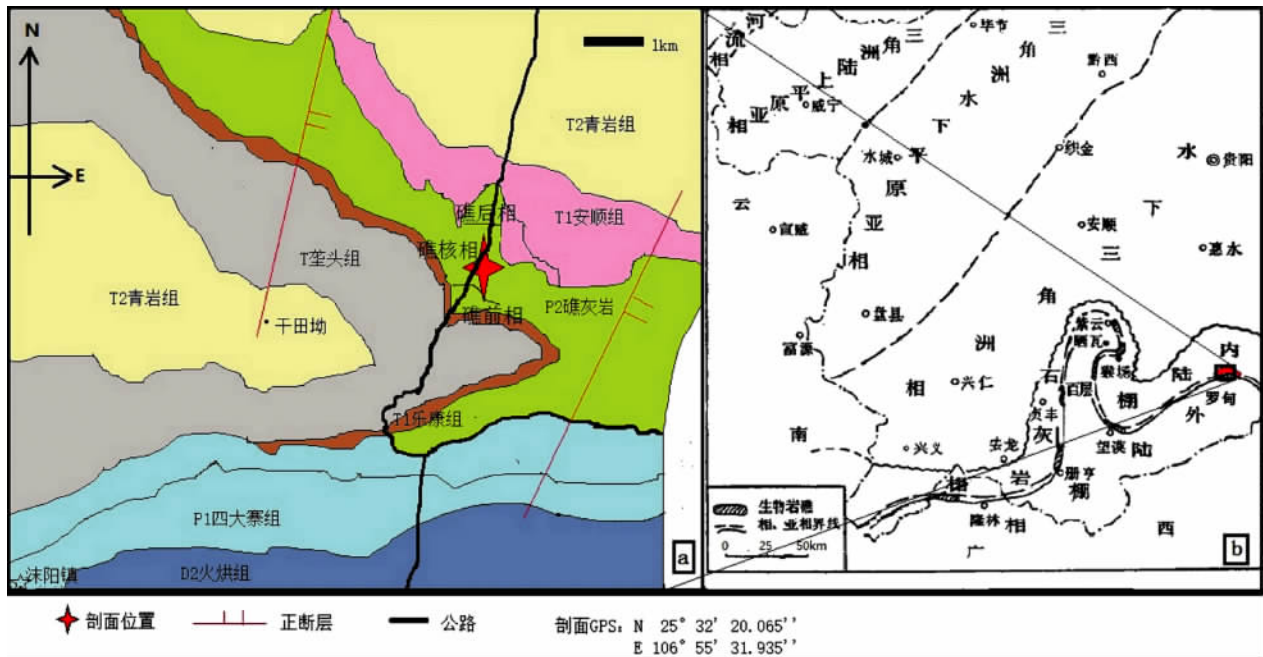 N
E
1km
T2青岩组
T1安顺组
礁后相
礁核相
礁前相
P2礁灰岩
T垄头组
T2青岩组
干田坳
T1乐康组
P1四大寨组
D2火烘组
沫阳镇
a
河流相
亚相
上平原
三角洲陆
三角洲水下平原亚相
水下三角洲相
毕节
黔西
威宁
水城
织金
贵阳
云南
宣威
安顺
惠水
盘县
富源
紫云
晒瓦
猴场
内陆棚
罗甸
外陆棚
石灰岩相
百层
贞丰
兴仁
望谟
兴义
安龙
册亨
隆林
广西
生物岩礁
相、亚相界线
0 25 50km
b
剖面位置
正断层
公路
剖面GPS: N 25° 32' 20.065''
E 106° 55' 31.935''